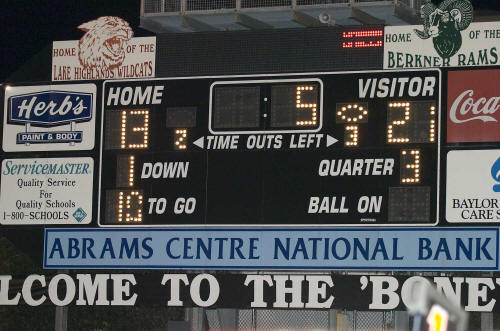 HOME OF THE
LAKE HIGHLANDS WILDCATS
HOME OF THE
BERKNER RAMS
HERB'S
PAINT & BODY
HOME
5
VISITOR
Coca
13
2
TIME OUTS LEFT
3
21
SERVICEMASTER
Quality Service
For
Quality Schools
1-800-SCHOOLS
1 DOWN
QUARTER 3
10 TO GO
BALL ON
BAYLOR
CARE
ABRAMS CENTRE NATIONAL BANK
LCOME TO THE 'BONE